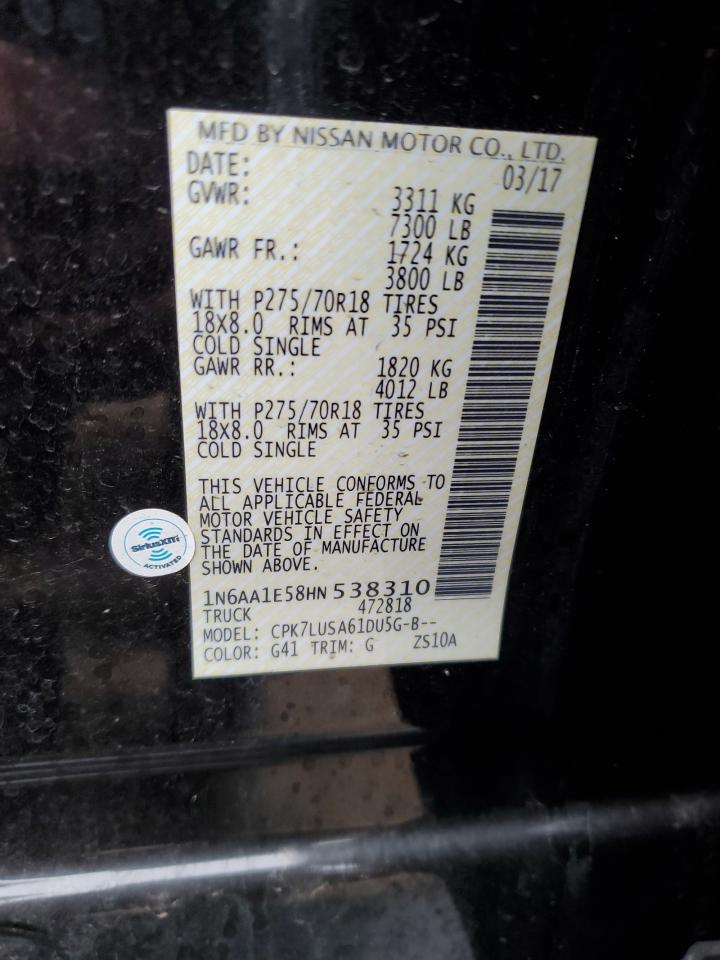 MFD BY NISSAN MOTOR CO., LTD.
DATE: 03/17
GVWR: 3311 KG
7300 LB
GAWR FR.: 1724 KG
3800 LB
WITH P275/70R18 TIRES
18X8.0 RIMS AT 35 PSI
COLD SINGLE
GAWR RR.: 1820 KG
4012 LB
WITH P275/70R18 TIRES
18X8.0 RIMS AT 35 PSI
COLD SINGLE
THIS VEHICLE CONFORMS TO
ALL APPLICABLE FEDERAL
MOTOR VEHICLE SAFETY
STANDARDS IN EFFECT ON
THE DATE OF MANUFACTURE
SHOWN ABOVE.
1N6AA1E58HN 538310
TRUCK 472818
MODEL: CPK7LUSA61DU5G-B--
COLOR: G41 TRIM: G ZS10A
SiriusXM
ACTIVATED